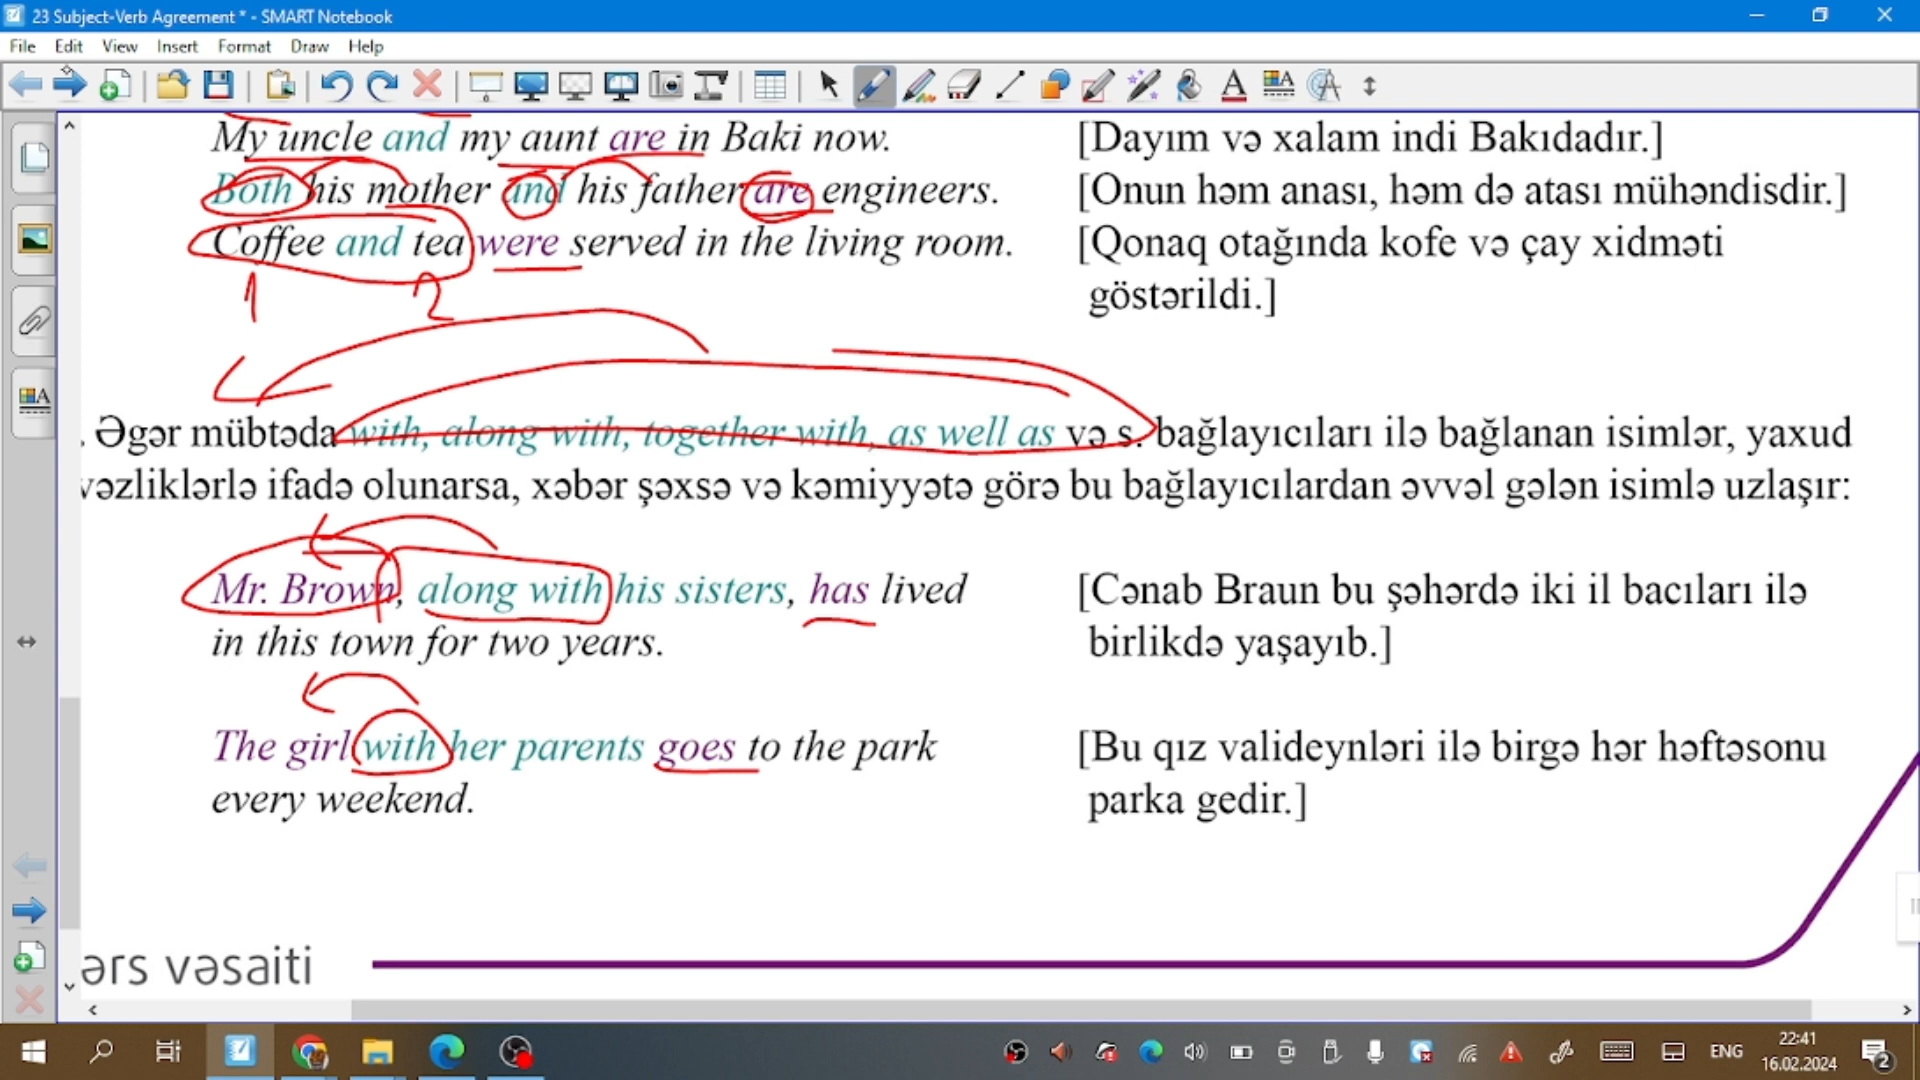 23 Subject-Verb Agreement * - SMART Notebook
File Edit View Insert Format Draw Help
My uncle and my aunt are in Baki now. [Dayım və xalam indi Bakıdadır.]
Both his mother and his father are engineers. [Onun həm anası, həm də atası mühəndisdir.]
Coffee and tea were served in the living room. [Qonaq otağında kofe və çay xidməti
göstərildi.]
1 2
. Əgər mübtəda with, along with, together with, as well as və s. bağlayıcıları ilə bağlanan isimlər, yaxud
vəzliklərlə ifadə olunarsa, xəbər şəxsə və kəmiyyətə görə bu bağlayıcılardan əvvəl gələn isimlə uzlaşır:
Mr. Brown, along with his sisters, has lived [Cənab Braun bu şəhərdə iki il bacıları ilə
in this town for two years. birlikdə yaşayıb.]
The girl with her parents goes to the park [Bu qız valideynləri ilə birgə hər həftəsonu
every weekend. parka gedir.]
ərs vəsaiti
ENG
22:41
16.02.2024
2